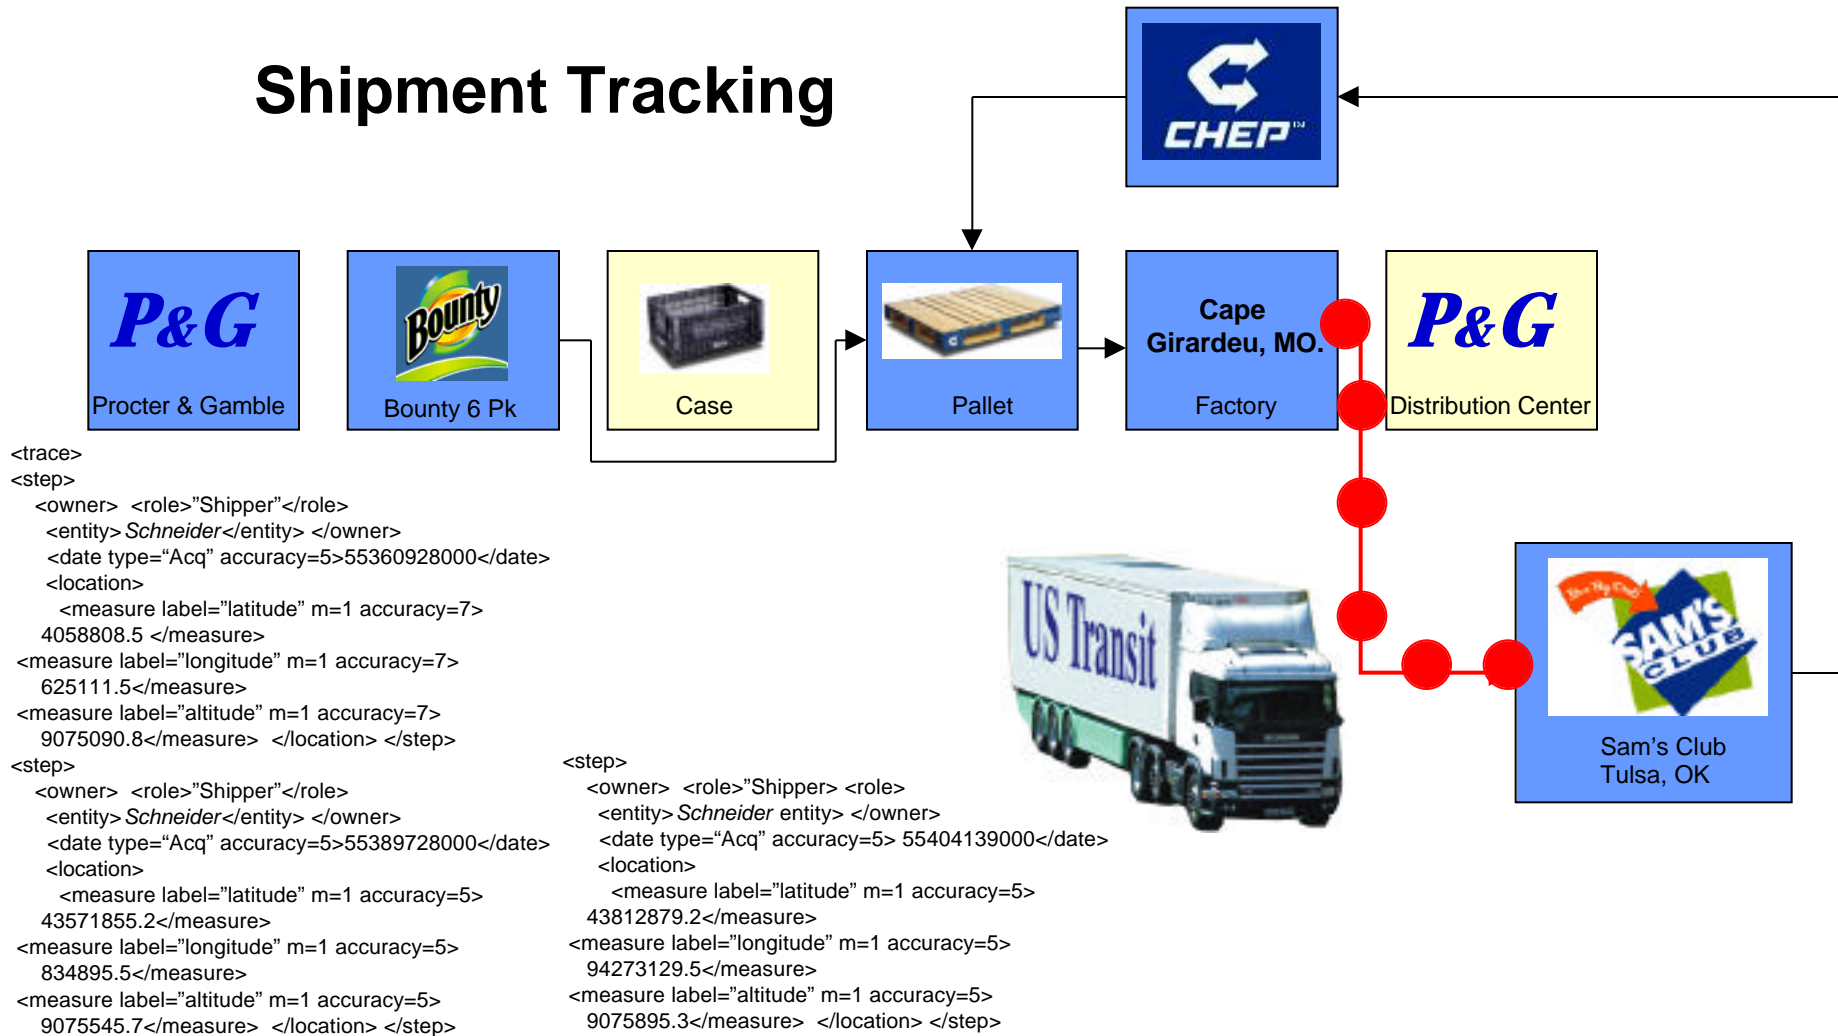 Shipment Tracking
CHEP™
P&G
Procter & Gamble
Bounty
Bounty 6 Pk
Case
Pallet
Cape
Girardeu, MO.
Factory
P&G
Distribution Center
<trace>
<step>
<owner> <role>”Shipper”</role>
<entity>Schneider</entity> </owner>
<date type=“Acq” accuracy=5>55360928000</date>
<location>
<measure label=”latitude” m=1 accuracy=7>
4058808.5 </measure>
<measure label=”longitude” m=1 accuracy=7>
625111.5</measure>
<measure label=”altitude” m=1 accuracy=7>
9075090.8</measure> </location> </step>
<step>
<owner> <role>”Shipper”</role>
<entity>Schneider</entity> </owner>
<date type=“Acq” accuracy=5>55389728000</date>
<location>
<measure label=”latitude” m=1 accuracy=5>
43571855.2</measure>
<measure label=”longitude” m=1 accuracy=5>
834895.5</measure>
<measure label=”altitude” m=1 accuracy=5>
9075545.7</measure> </location> </step>
<step>
<owner> <role>”Shipper> <role>
<entity>Schneider entity> </owner>
<date type=“Acq” accuracy=5> 55404139000</date>
<location>
<measure label=”latitude” m=1 accuracy=5>
43812879.2</measure>
<measure label=”longitude” m=1 accuracy=5>
94273129.5</measure>
<measure label=”altitude” m=1 accuracy=5>
9075895.3</measure> </location> </step>
US Transit
SAM'S
CLUB
Sam’s Club
Tulsa, OK